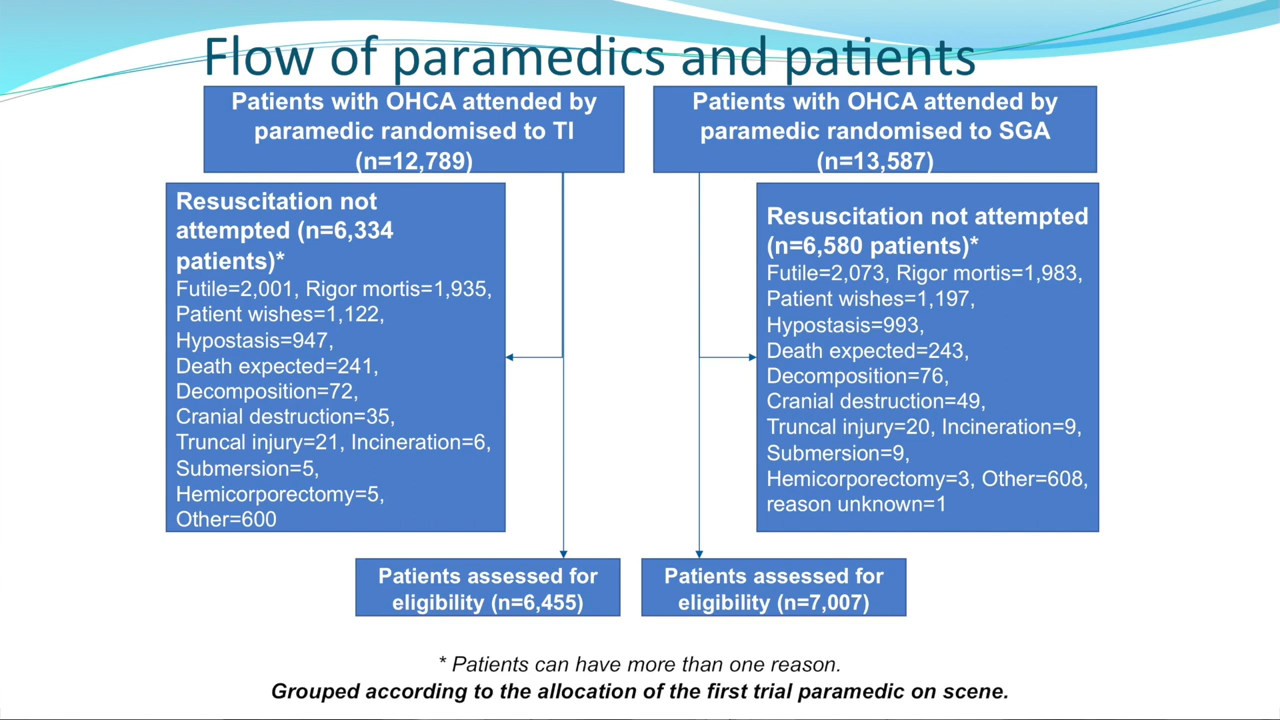 Flow of paramedics and patients
Patients with OHCA attended by
paramedic randomised to TI
(n=12,789)
Patients with OHCA attended by
paramedic randomised to SGA
(n=13,587)
Resuscitation not
attempted (n=6,334
patients)*
Futile=2,001, Rigor mortis=1,935,
Patient wishes=1,122,
Hypostasis=947,
Death expected=241,
Decomposition=72,
Cranial destruction=35,
Truncal injury=21, Incineration=6,
Submersion=5,
Hemicorporectomy=5,
Other=600
Resuscitation not attempted
(n=6,580 patients)*
Futile=2,073, Rigor mortis=1,983,
Patient wishes=1,197,
Hypostasis=993,
Death expected=243,
Decomposition=76,
Cranial destruction=49,
Truncal injury=20, Incineration=9,
Submersion=9,
Hemicorporectomy=3, Other=608,
reason unknown=1
Patients assessed for
eligibility (n=6,455)
Patients assessed for
eligibility (n=7,007)
* Patients can have more than one reason.
Grouped according to the allocation of the first trial paramedic on scene.